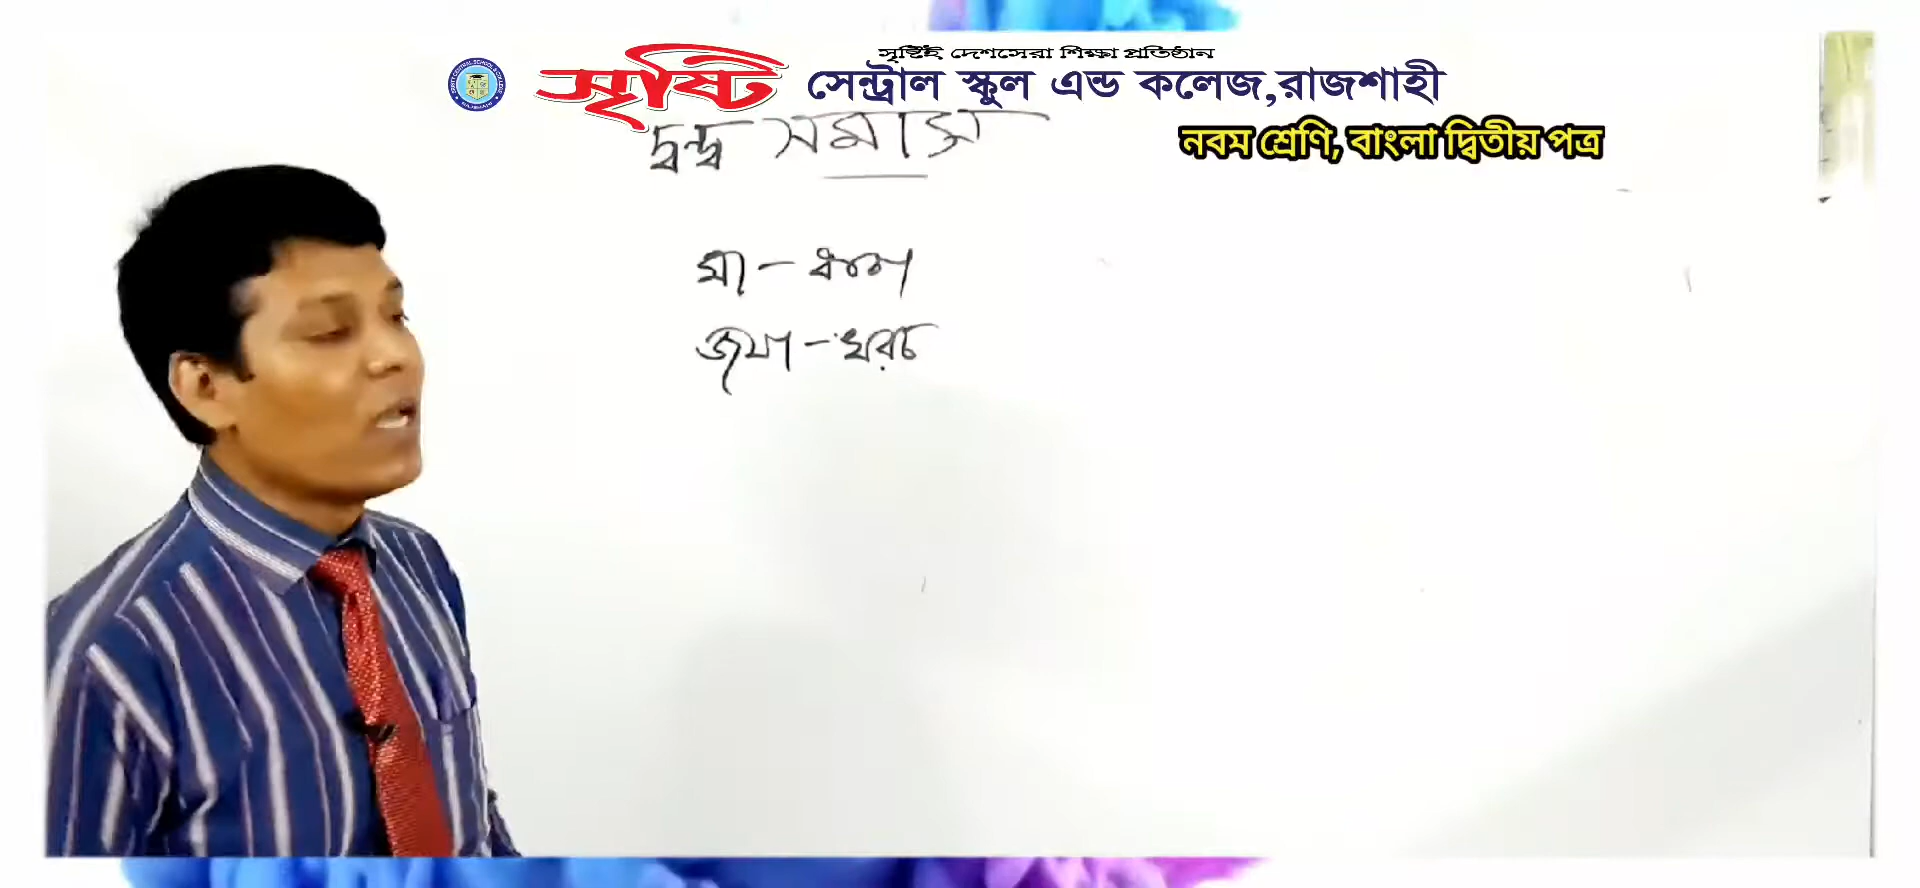 সৃষ্টিই দেশসেরা শিক্ষা প্রতিষ্ঠান
সৃষ্টি সেন্ট্রাল স্কুল এন্ড কলেজ,রাজশাহী
নবম শ্রেণি, বাংলা দ্বিতীয় পত্র
দ্বন্দ্ব সমাস
মা -
জমা - খরচ